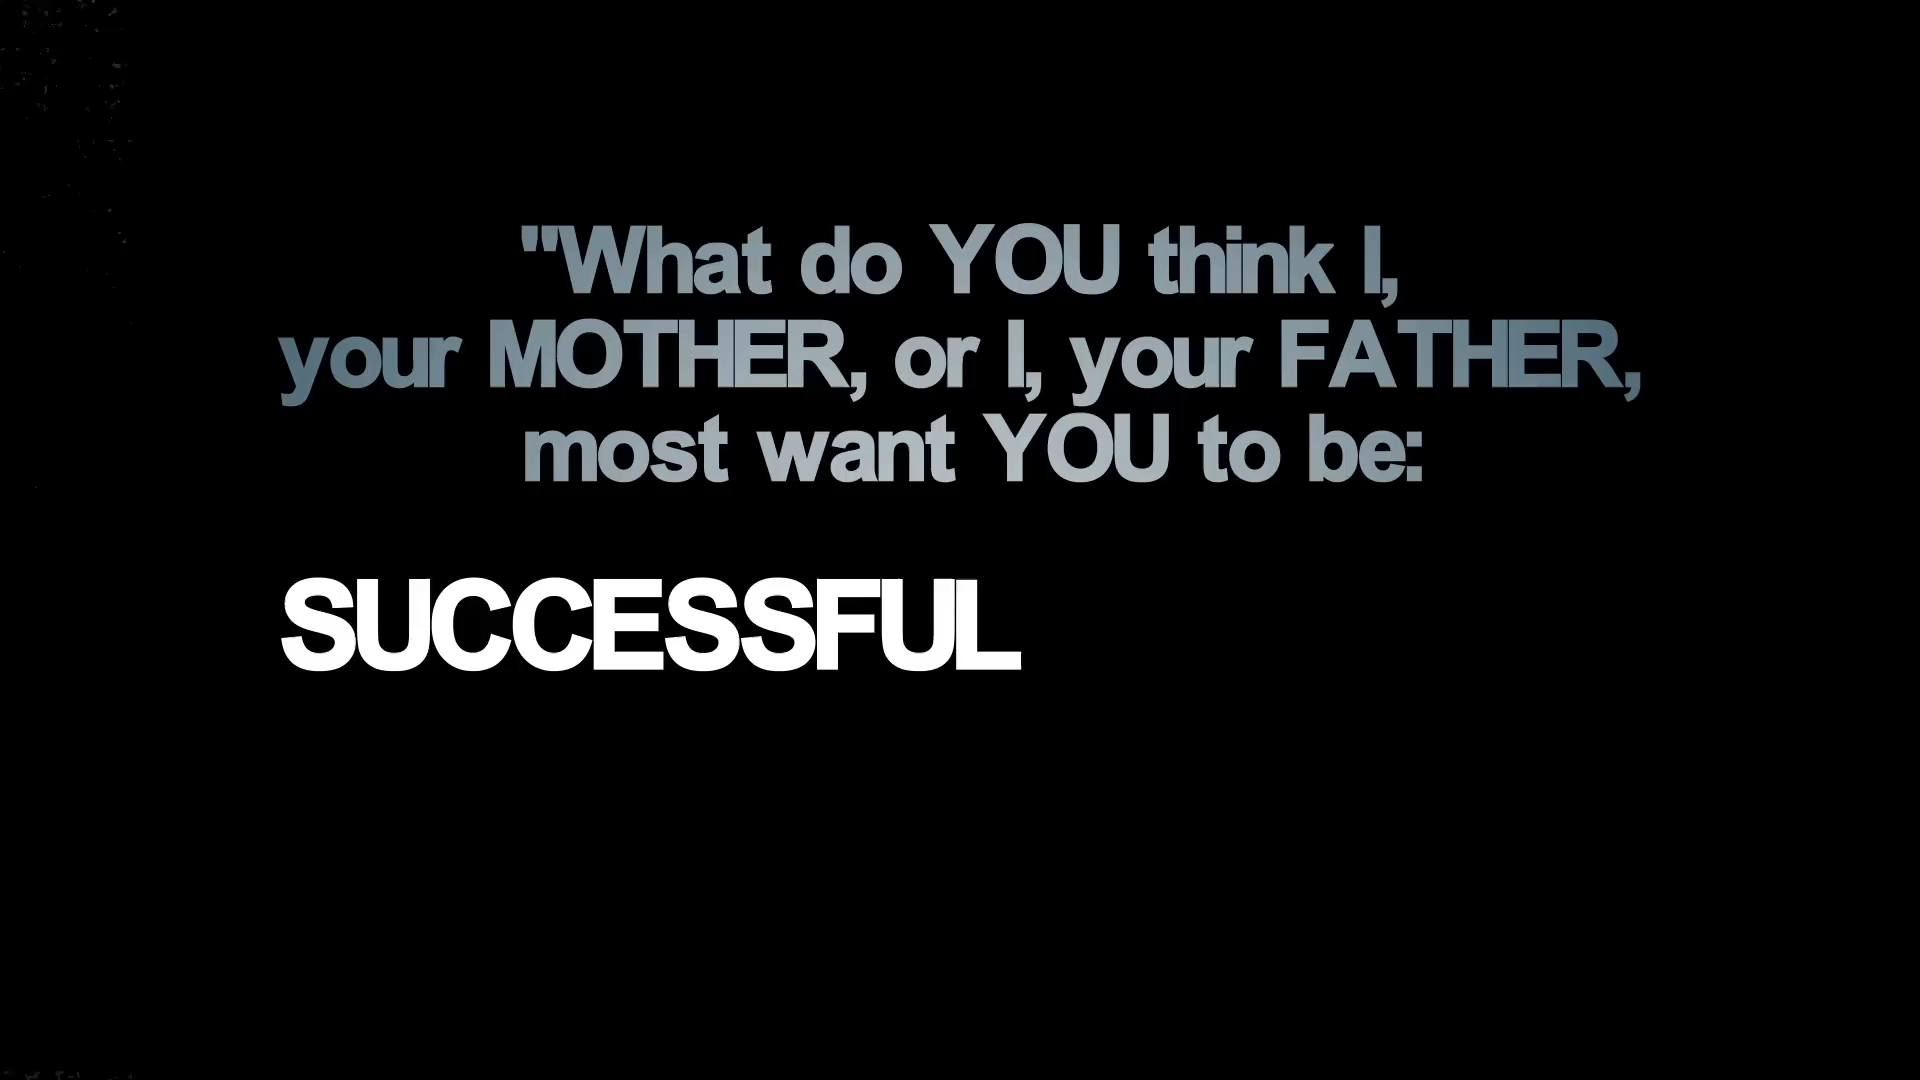 "What do YOU think I,
your MOTHER, or I, your FATHER,
most want YOU to be:
SUCCESSFUL